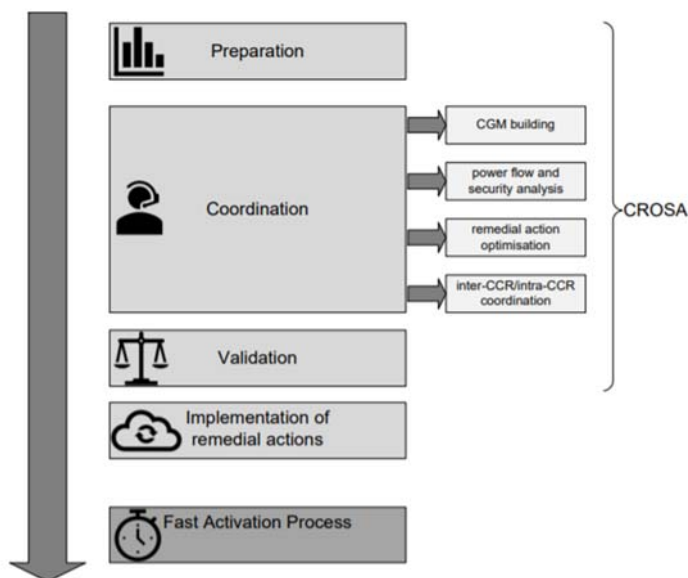 Preparation
Coordination
CGM building
power flow and
security analysis
remedial action
optimisation
inter-CCR/intra-CCR
coordination
CROSA
Validation
Implementation of
remedial actions
Fast Activation Process